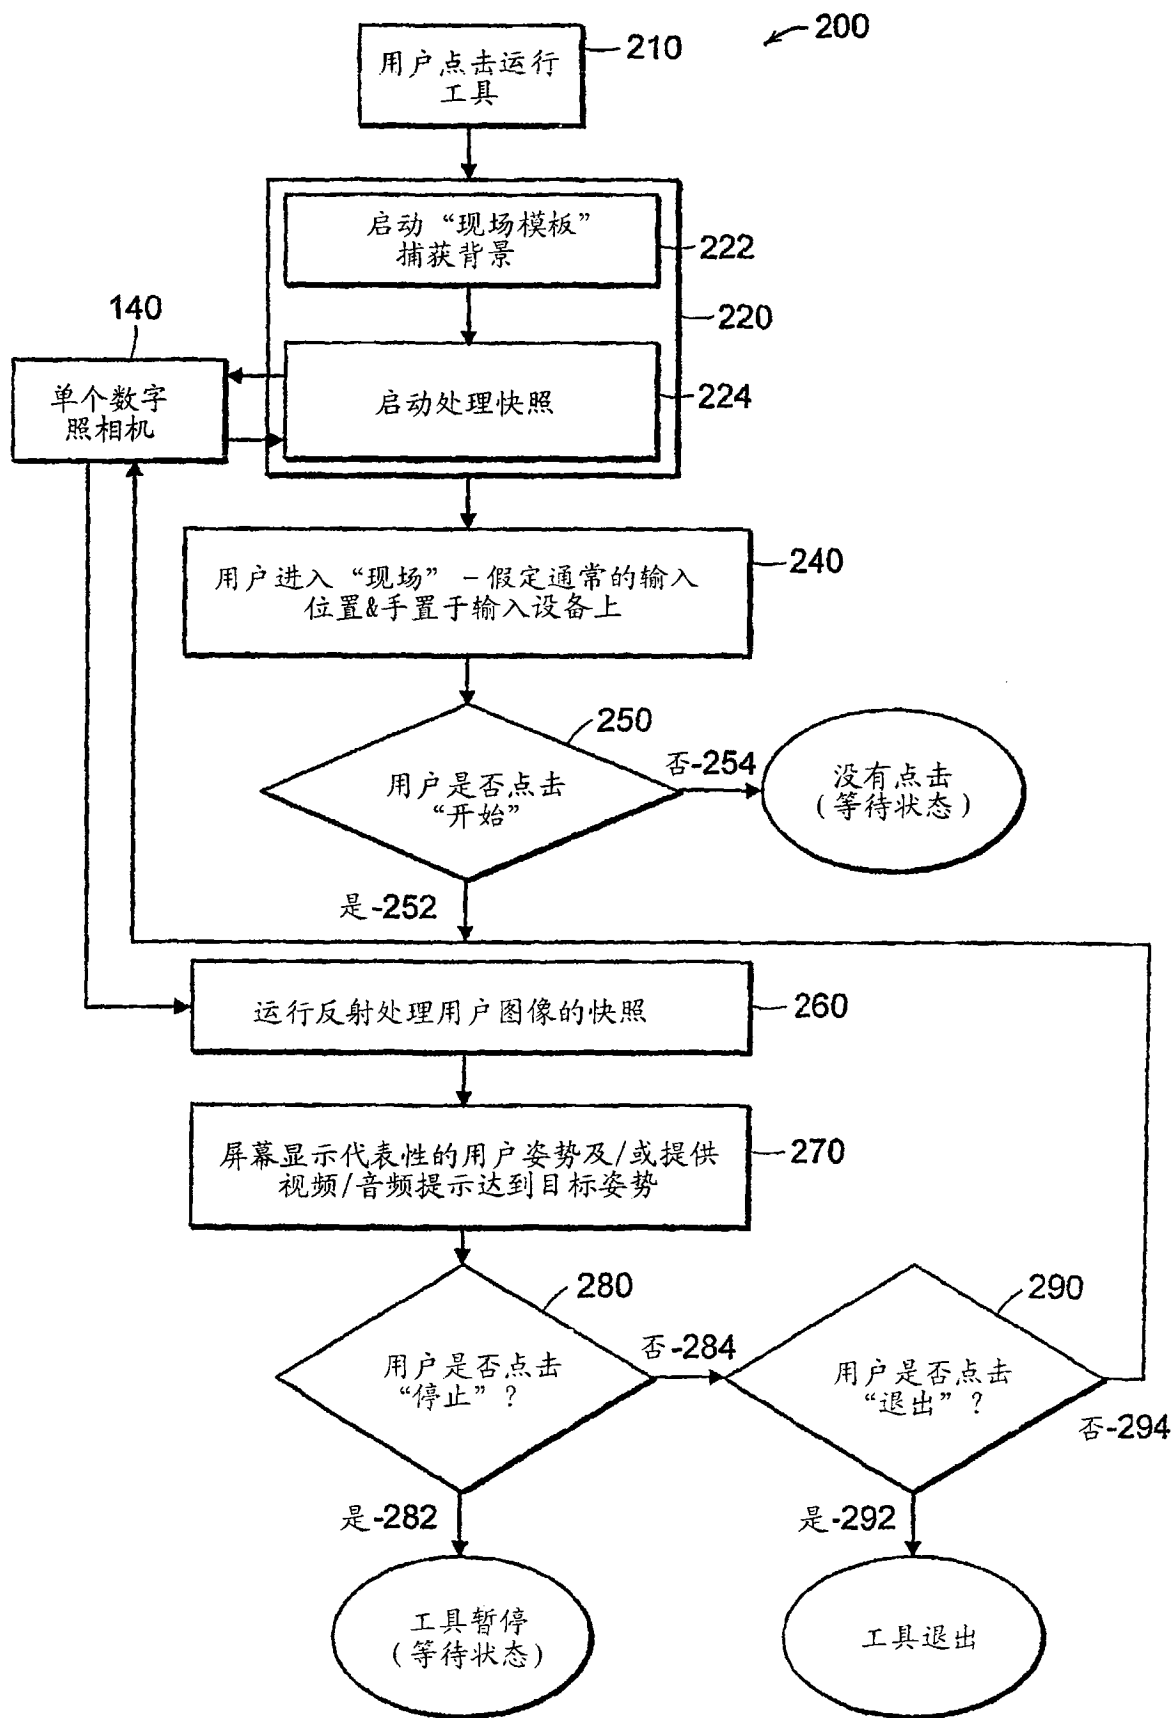 200
用户点击运行
工具
210
启动“现场模板”
捕获背景
222
220
140
单个数字
照相机
启动处理快照
224
用户进入“现场” -假定通常的输入
位置&手置于输入设备上
240
250
用户是否点击
“开始”
否-254
没有点击
(等待状态)
是-252
运行反射处理用户图像的快照
260
屏幕显示代表性的用户姿势及/或提供
视频/音频提示达到目标姿势
270
280
用户是否点击
“停止”?
否-284
290
用户是否点击
“退出”?
否-294
是-282
是-292
工具暂停
(等待状态)
工具退出